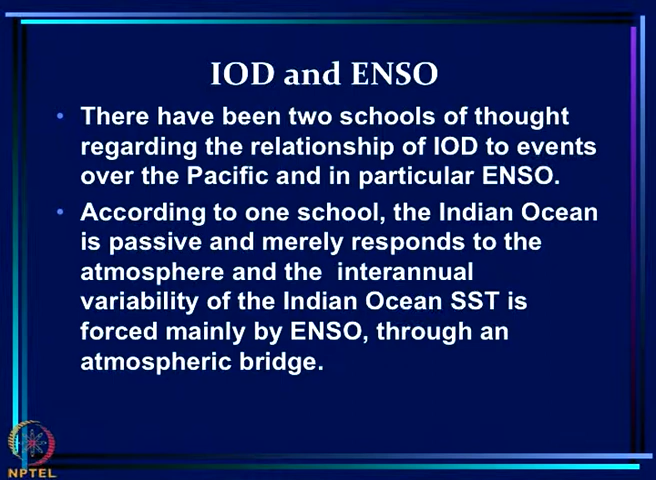 IOD and ENSO
• There have been two schools of thought
regarding the relationship of IOD to events
over the Pacific and in particular ENSO.
• According to one school, the Indian Ocean
is passive and merely responds to the
atmosphere and the interannual
variability of the Indian Ocean SST is
forced mainly by ENSO, through an
atmospheric bridge.
NPTEL